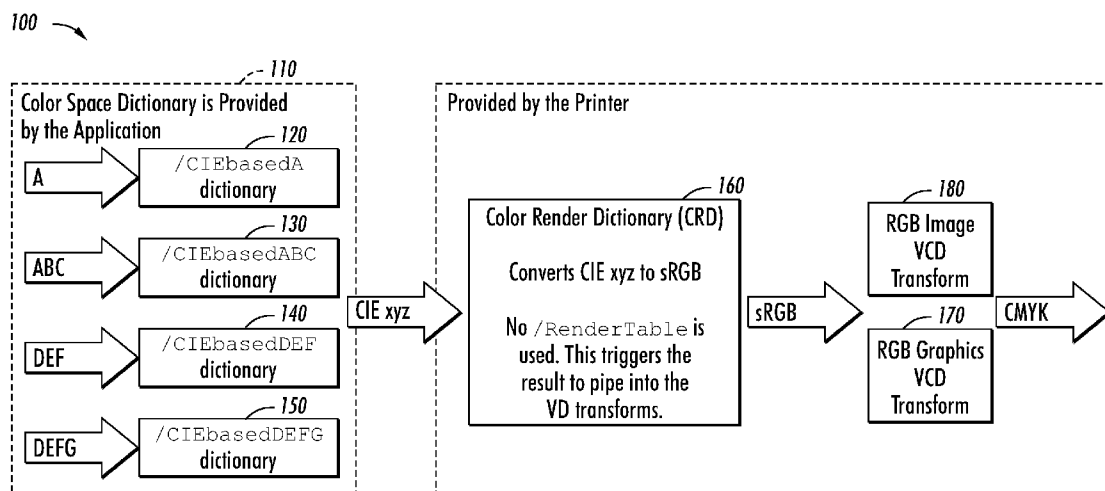 100
110
Color Space Dictionary is Provided
by the Application
120
A
/CIEbasedA
dictionary
130
ABC
/CIEbasedABC
dictionary
140
DEF
/CIEbasedDEF
dictionary
150
DEFG
/CIEbasedDEFG
dictionary
CIE xyz
Provided by the Printer
160
Color Render Dictionary (CRD)
Converts CIE xyz to sRGB
No /RenderTable is
used. This triggers the
result to pipe into the
VD transforms.
sRGB
180
RGB Image
VCD
Transform
170
RGB Graphics
VCD
Transform
CMYK